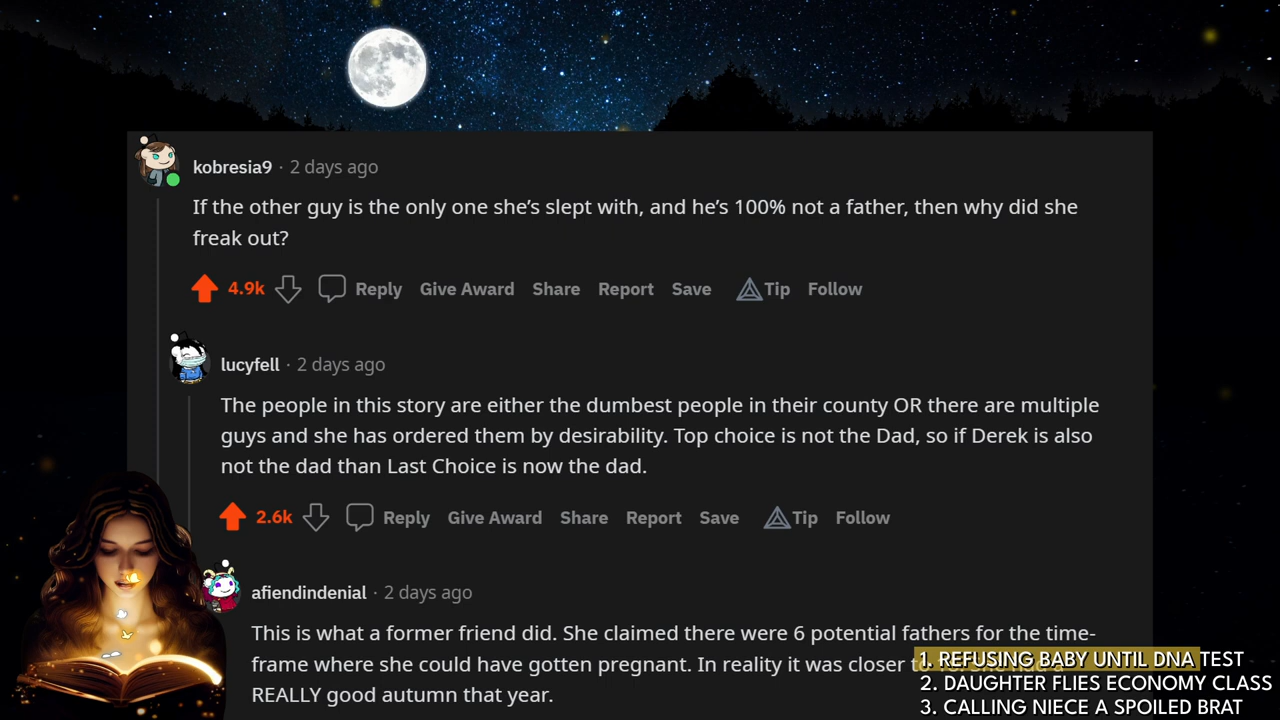 kobresia9 · 2 days ago
If the other guy is the only one she’s slept with, and he’s 100% not a father, then why did she
freak out?
4.9k Reply Give Award Share Report Save Tip Follow
lucyfell · 2 days ago
The people in this story are either the dumbest people in their county OR there are multiple
guys and she has ordered them by desirability. Top choice is not the Dad, so if Derek is also
not the dad than Last Choice is now the dad.
2.6k Reply Give Award Share Report Save Tip Follow
afiendindenial · 2 days ago
This is what a former friend did. She claimed there were 6 potential fathers for the time-
frame where she could have gotten pregnant. In reality it was closer
REALLY good autumn that year.
1. REFUSING BABY UNTIL DNA TEST
2. DAUGHTER FLIES ECONOMY CLASS
3. CALLING NIECE A SPOILED BRAT